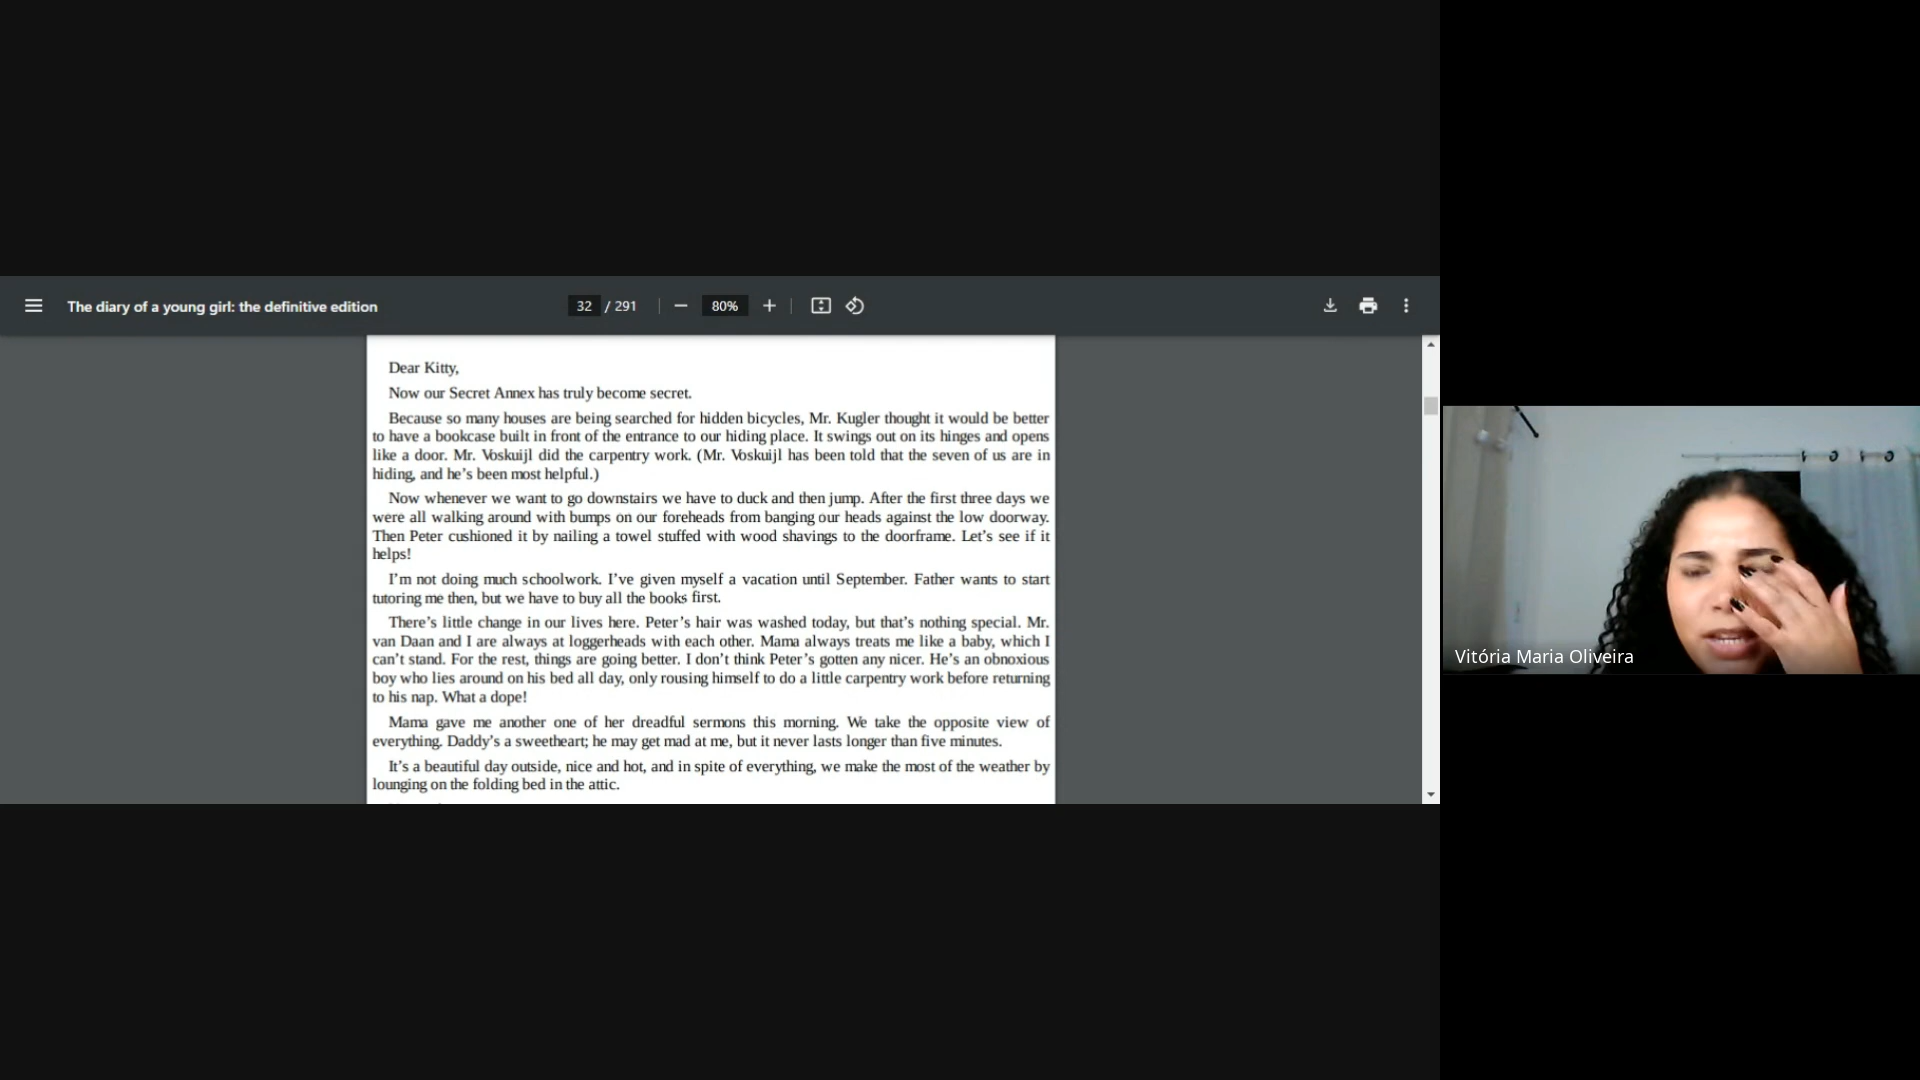 The diary of a young girl: the definitive edition
32 / 291
80%
Dear Kitty,
Now our Secret Annex has truly become secret.
Because so many houses are being searched for hidden bicycles, Mr. Kugler thought it would be better
to have a bookcase built in front of the entrance to our hiding place. It swings out on its hinges and opens
like a door. Mr. Voskuijl did the carpentry work. (Mr. Voskuijl has been told that the seven of us are in
hiding, and he’s been most helpful.)
Now whenever we want to go downstairs we have to duck and then jump. After the first three days we
were all walking around with bumps on our foreheads from banging our heads against the low doorway.
Then Peter cushioned it by nailing a towel stuffed with wood shavings to the doorframe. Let’s see if it
helps!
I’m not doing much schoolwork. I’ve given myself a vacation until September. Father wants to start
tutoring me then, but we have to buy all the books first.
There’s little change in our lives here. Peter’s hair was washed today, but that’s nothing special. Mr.
van Daan and I are always at loggerheads with each other. Mama always treats me like a baby, which I
can’t stand. For the rest, things are going better. I don’t think Peter’s gotten any nicer. He’s an obnoxious
boy who lies around on his bed all day, only rousing himself to do a little carpentry work before returning
to his nap. What a dope!
Mama gave me another one of her dreadful sermons this morning. We take the opposite view of
everything. Daddy’s a sweetheart; he may get mad at me, but it never lasts longer than five minutes.
It’s a beautiful day outside, nice and hot, and in spite of everything, we make the most of the weather by
lounging on the folding bed in the attic.
Vitória Maria Oliveira